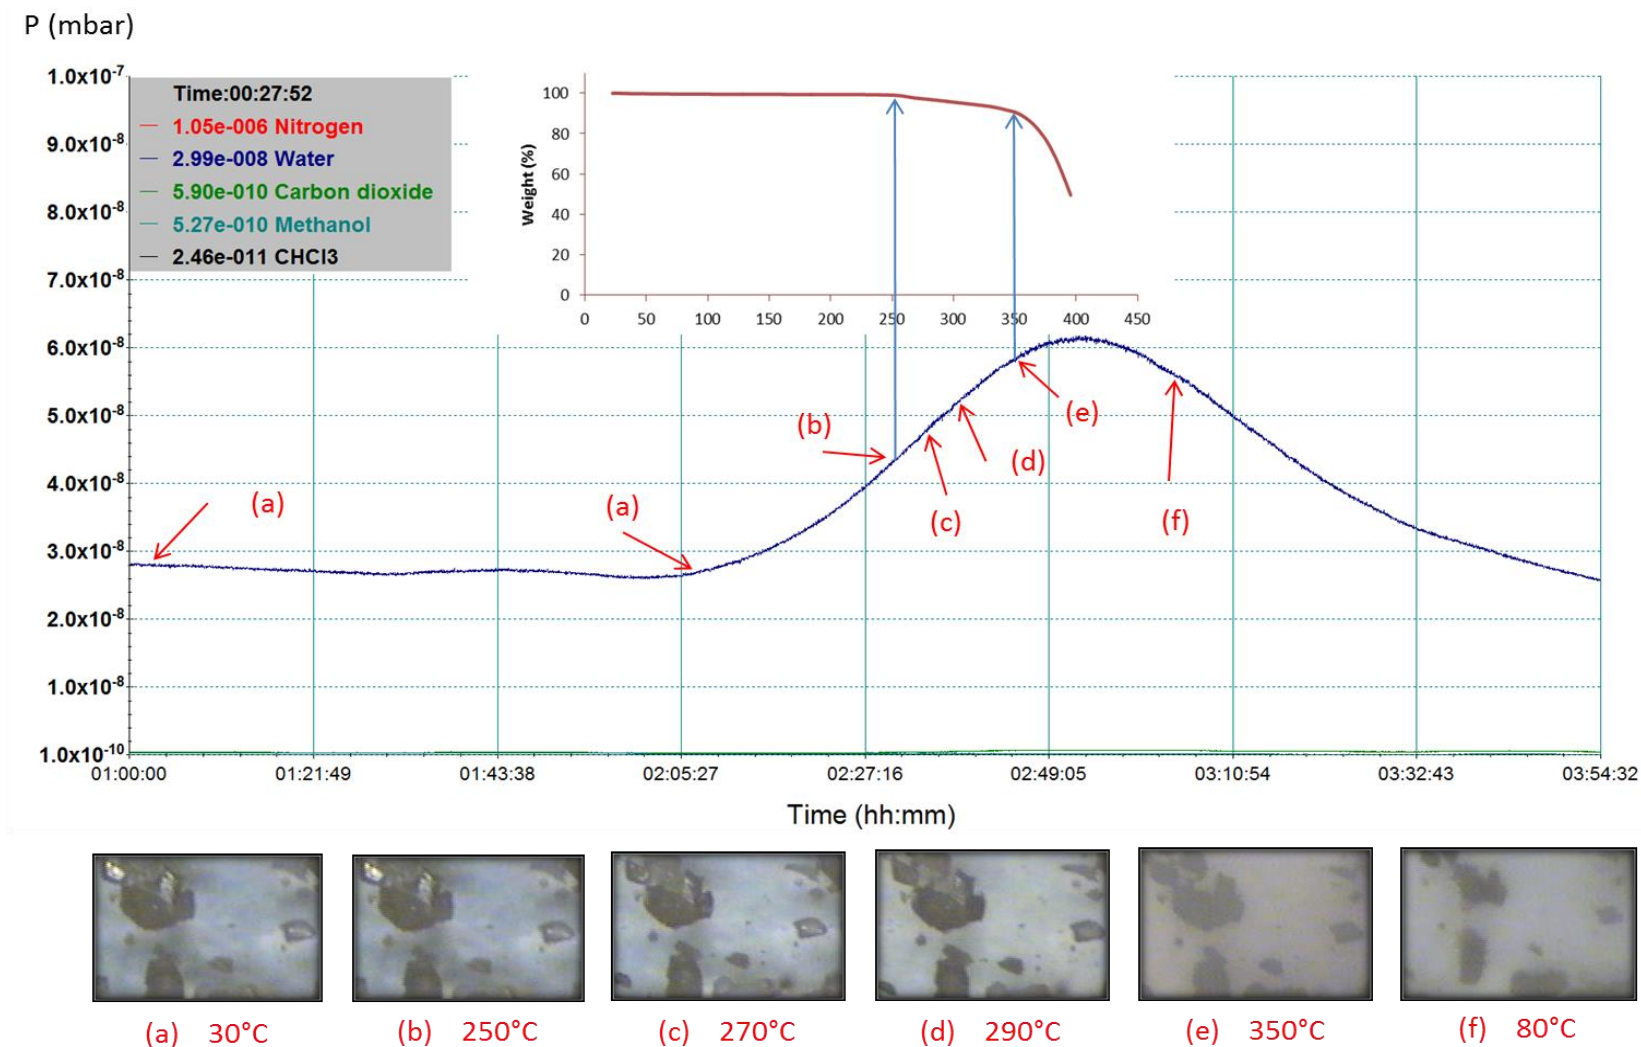 P (mbar)
1.0x10-7
9.0x10-8
8.0x10-8
7.0x10-8
6.0x10-8
5.0x10-8
4.0x10-8
3.0x10-8
2.0x10-8
1.0x10-8
1.0x10-10
Time:00:27:52
1.05e-006 Nitrogen
2.99e-008 Water
5.90e-010 Carbon dioxide
5.27e-010 Methanol
2.46e-011 CHCl3
Weight (%)
100
80
60
40
20
0
0 50 100 150 200 250 300 350 400 450
(a)
(a)
(b)
(c)
(d)
(e)
(f)
01:00:00 01:21:49 01:43:38 02:05:27 02:27:16 02:49:05 03:10:54 03:32:43 03:54:32
Time (hh:mm)
(a) 30°C (b) 250°C (c) 270°C (d) 290°C (e) 350°C (f) 80°C